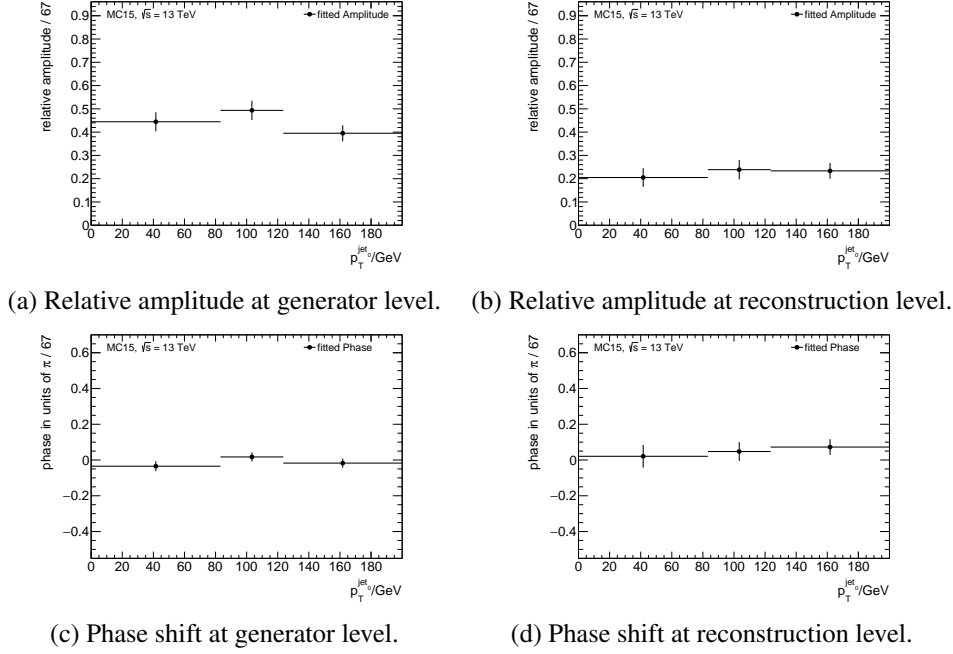 relative amplitude / 67
MC15, √s = 13 TeV
fitted Amplitude
0.9
0.8
0.7
0.6
0.5
0.4
0.3
0.2
0.1
0
0 20 40 60 80 100 120 140 160 180
p_T^{jet_0}/GeV
(a) Relative amplitude at generator level.
relative amplitude / 67
MC15, √s = 13 TeV
fitted Amplitude
0.9
0.8
0.7
0.6
0.5
0.4
0.3
0.2
0.1
0
0 20 40 60 80 100 120 140 160 180
p_T^{jet_0}/GeV
(b) Relative amplitude at reconstruction level.
phase in units of π / 67
MC15, √s = 13 TeV
fitted Phase
0.6
0.4
0.2
0
−0.2
−0.4
0 20 40 60 80 100 120 140 160 180
p_T^{jet_0}/GeV
(c) Phase shift at generator level.
phase in units of π / 67
MC15, √s = 13 TeV
fitted Phase
0.6
0.4
0.2
0
−0.2
−0.4
0 20 40 60 80 100 120 140 160 180
p_T^{jet_0}/GeV
(d) Phase shift at reconstruction level.